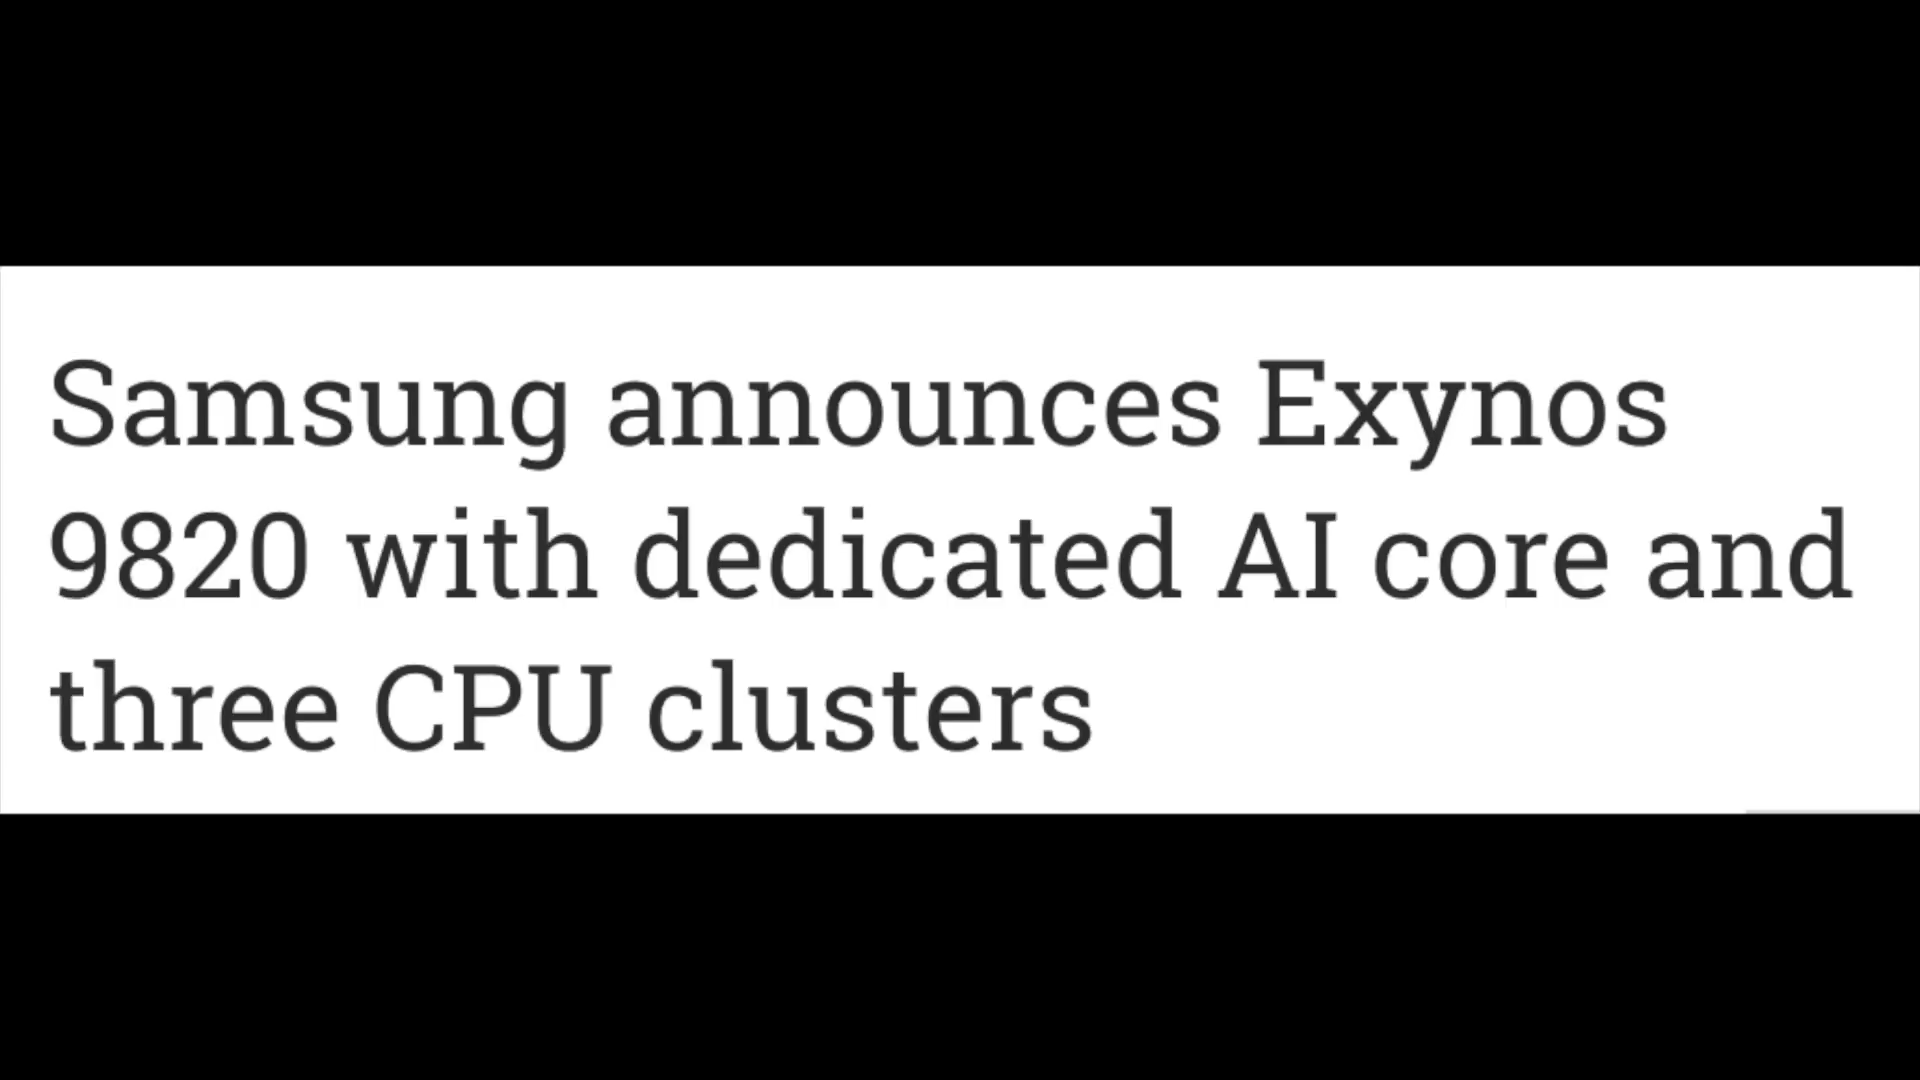 Samsung announces Exynos
9820 with dedicated AI core and
three CPU clusters